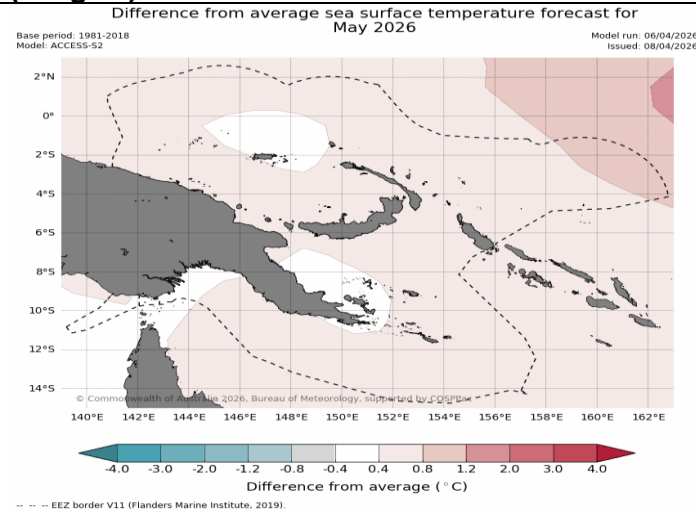 Difference from average sea surface temperature forecast for
May 2026
Base period: 1981-2018
Model: ACCESS-S2
Model run: 06/04/2026
Issued: 08/04/2026
2°N
0°
2°S
4°S
6°S
8°S
10°S
12°S
14°S
© Commonwealth of Australia 2026, Bureau of Meteorology, supported by COSPPac
140°E 142°E 144°E 146°E 148°E 150°E 152°E 154°E 156°E 158°E 160°E 162°E
-4.0 -3.0 -2.0 -1.2 -0.8 -0.4 0.4 0.8 1.2 2.0 3.0 4.0
Difference from average (°C)
-- -- -- EEZ border V11 (Flanders Marine Institute, 2019).